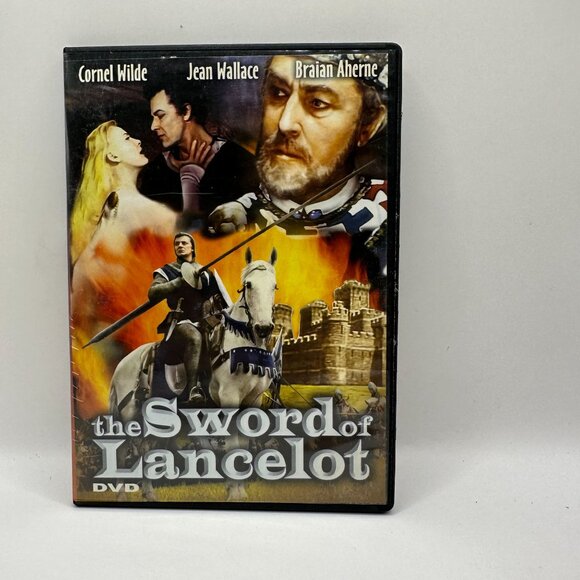 Cornel Wilde Jean Wallace Braian Aherne
the Sword of
Lancelot
DVD